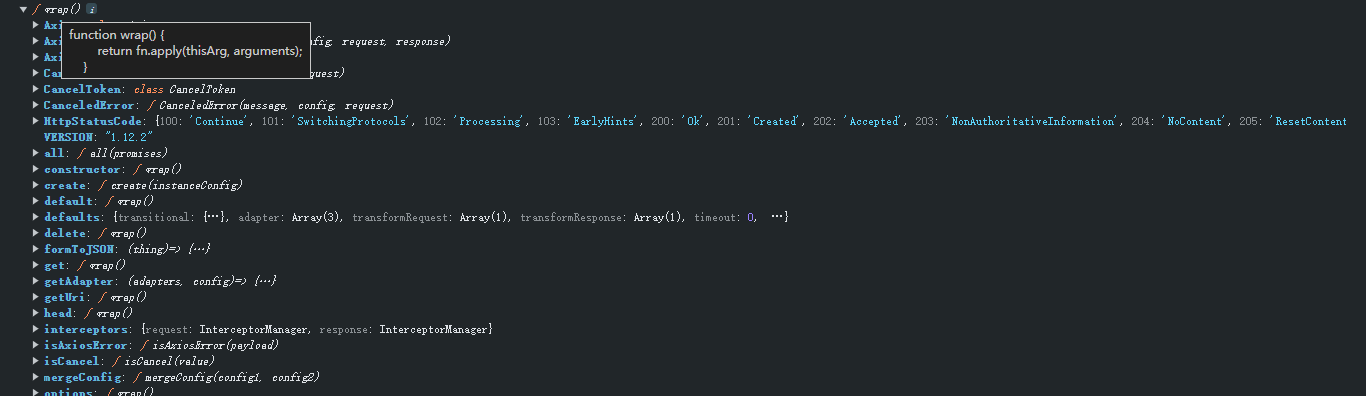 ▼ ƒ wrap() i
▶ Axi
function wrap() {
▶ Axi fig, request, response)
return fn.apply(thisArg, arguments);
▶ Axi
}
▶ Can quest)
▶ CancelToken: class CancelToken
▶ CanceledError: ƒ CanceledError(message, config, request)
▶ HttpStatusCode: {100: 'Continue', 101: 'SwitchingProtocols', 102: 'Processing', 103: 'EarlyHints', 200: 'Ok', 201: 'Created', 202: 'Accepted', 203: 'NonAuthoritativeInformation', 204: 'NoContent', 205: 'ResetContent
VERSION: "1.12.2"
▶ all: ƒ all(promises)
▶ constructor: ƒ wrap()
▶ create: ƒ create(instanceConfig)
▶ default: ƒ wrap()
▶ defaults: {transitional: {…}, adapter: Array(3), transformRequest: Array(1), transformResponse: Array(1), timeout: 0, …}
▶ delete: ƒ wrap()
▶ formToJSON: (thing)=> {…}
▶ get: ƒ wrap()
▶ getAdapter: (adapters, config)=> {…}
▶ getUri: ƒ wrap()
▶ head: ƒ wrap()
▶ interceptors: {request: InterceptorManager, response: InterceptorManager}
▶ isAxiosError: ƒ isAxiosError(payload)
▶ isCancel: ƒ isCancel(value)
▶ mergeConfig: ƒ mergeConfig(config1, config2)
▶ options: ƒ wrap()